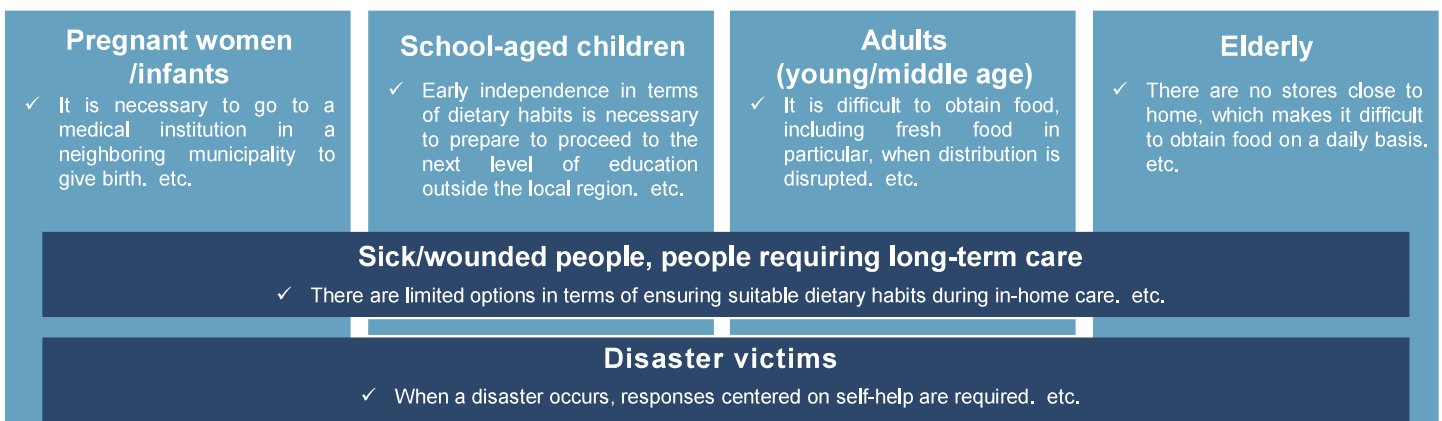 Pregnant women
/infants
✓ It is necessary to go to a
medical institution in a
neighboring municipality to
give birth. etc.
School-aged children
✓ Early independence in terms
of dietary habits is necessary
to prepare to proceed to the
next level of education
outside the local region. etc.
Adults
(young/middle age)
✓ It is difficult to obtain food,
including fresh food in
particular, when distribution is
disrupted. etc.
Elderly
✓ There are no stores close to
home, which makes it difficult
to obtain food on a daily basis.
etc.
Sick/wounded people, people requiring long-term care
✓ There are limited options in terms of ensuring suitable dietary habits during in-home care. etc.
Disaster victims
✓ When a disaster occurs, responses centered on self-help are required. etc.